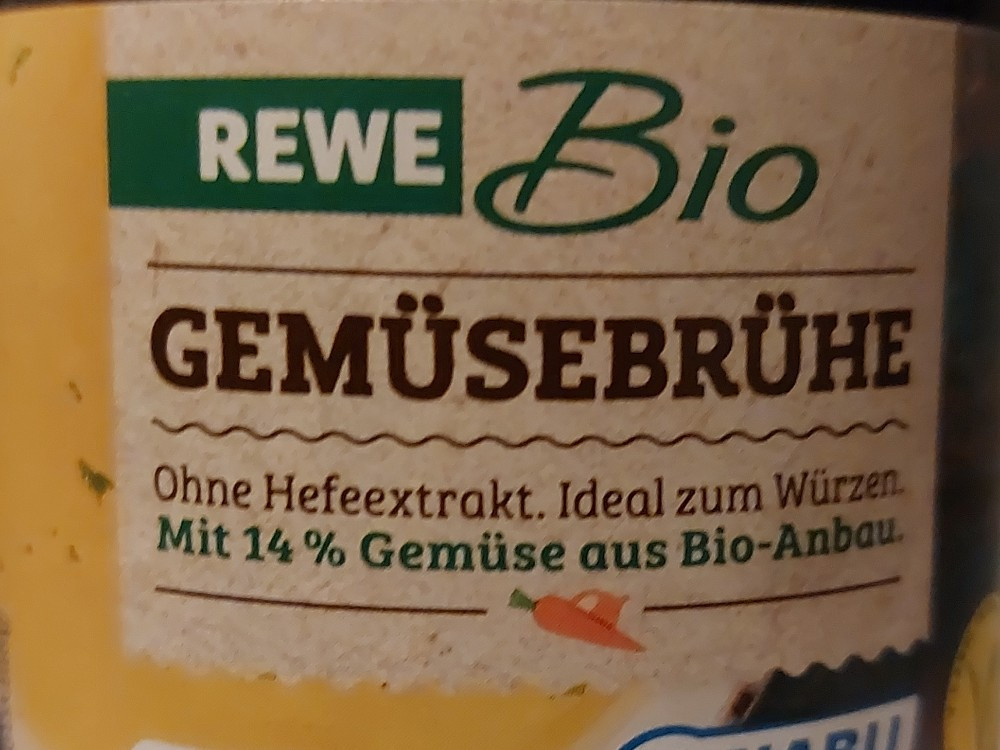 REWE Bio
GEMÜSEBRÜHE
Ohne Hefeextrakt. Ideal zum Würzen.
Mit 14 % Gemüse aus Bio-Anbau.